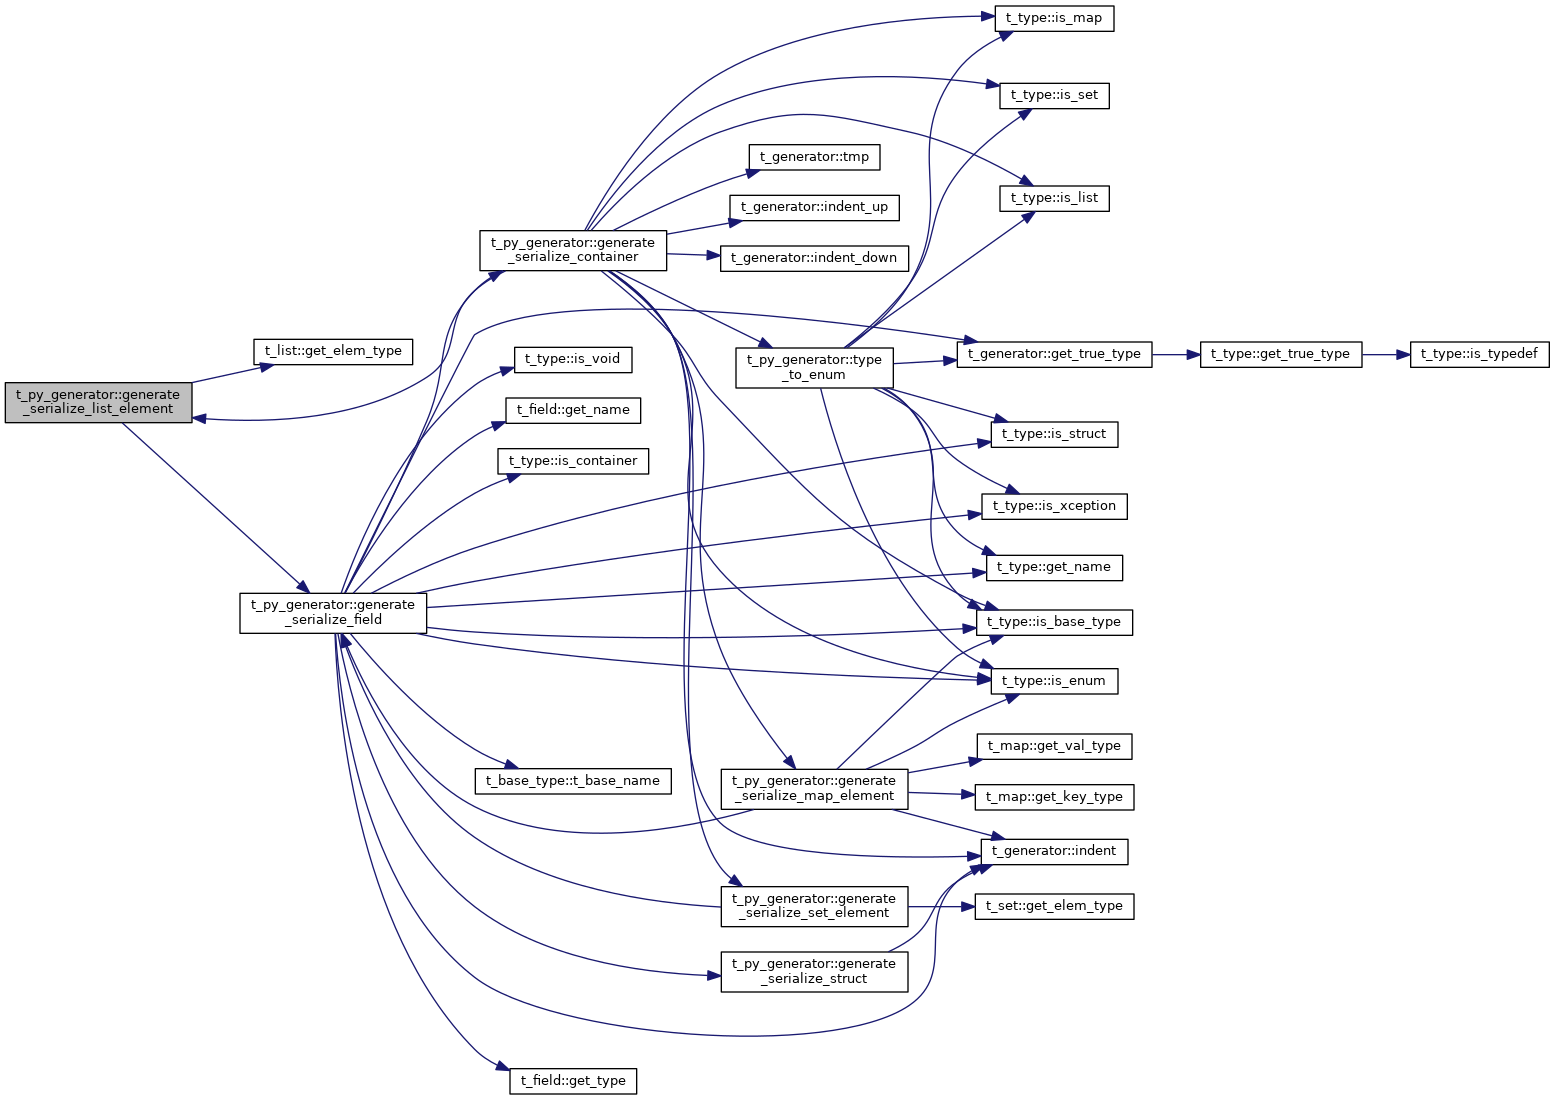 t_py_generator::generate
_serialize_list_element
t_list::get_elem_type
t_py_generator::generate
_serialize_field
t_py_generator::generate
_serialize_container
t_type::is_void
t_field::get_name
t_type::is_container
t_base_type::t_base_name
t_field::get_type
t_generator::tmp
t_generator::indent_up
t_generator::indent_down
t_py_generator::type
_to_enum
t_py_generator::generate
_serialize_map_element
t_py_generator::generate
_serialize_set_element
t_py_generator::generate
_serialize_struct
t_type::is_map
t_type::is_set
t_type::is_list
t_generator::get_true_type
t_type::is_struct
t_type::is_xception
t_type::get_name
t_type::is_base_type
t_type::is_enum
t_map::get_val_type
t_map::get_key_type
t_generator::indent
t_set::get_elem_type
t_type::get_true_type
t_type::is_typedef